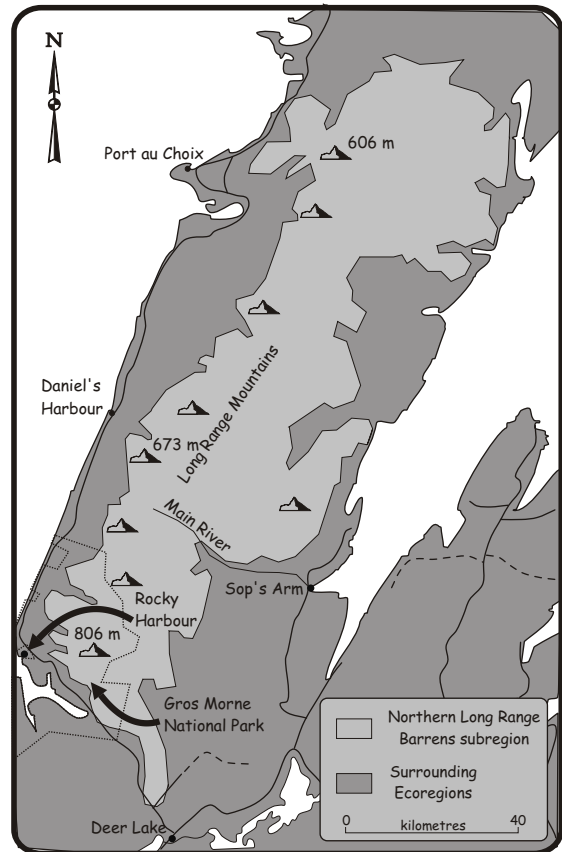 N
Port au Choix
606 m
Daniel's
Harbour
673 m
Long Range Mountains
Main River
Sop's Arm
Rocky
Harbour
806 m
Gros Morne
National Park
Deer Lake
Northern Long Range
Barrens subregion
Surrounding
Ecoregions
0 40
kilometres